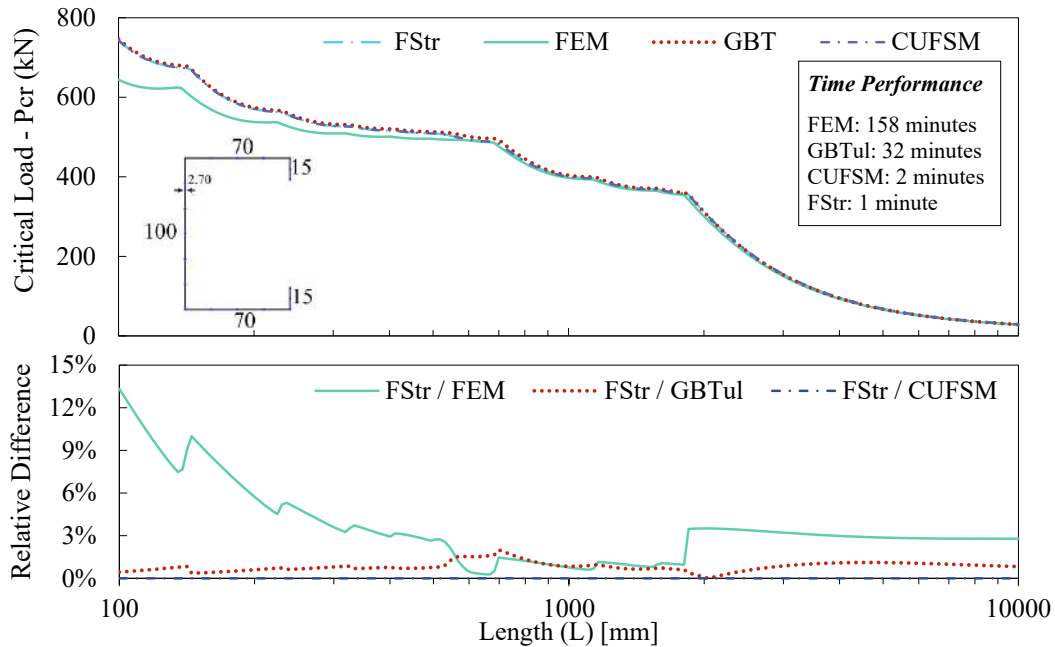 Critical Load - Pcr (kN)
800
600
400
200
0
FStr
FEM
GBT
CUFSM
Time Performance
FEM: 158 minutes
GBTul: 32 minutes
CUFSM: 2 minutes
FStr: 1 minute
70
15
2.70
100
15
70
Relative Difference
15%
12%
9%
6%
3%
0%
FStr / FEM
FStr / GBTul
FStr / CUFSM
100
1000
10000
Length (L) [mm]